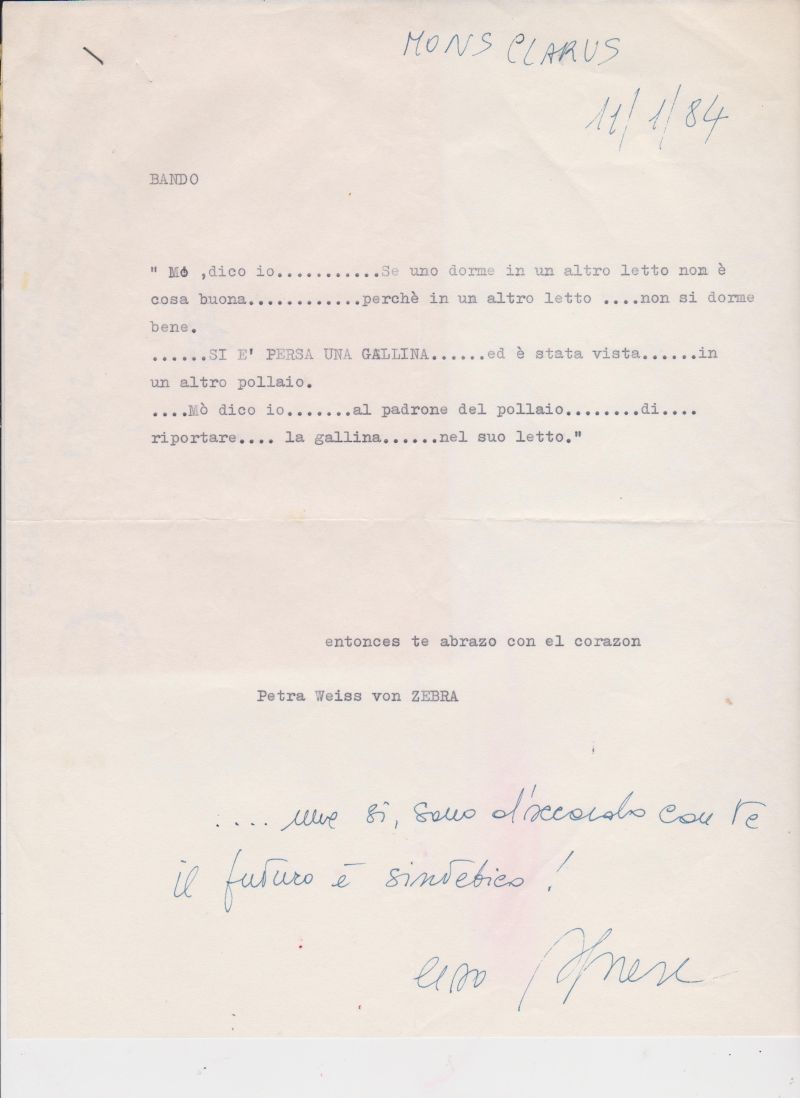 MONS CLARUS
11/1/84
BANDO
" Mò ,dico io...........Se uno dorme in un altro letto non è
cosa buona............perchè in un altro letto ....non si dorme
bene.
......SI E' PERSA UNA GALLINA......ed è stata vista......in
un altro pollaio.
....Mò dico io.......al padrone del pollaio........di....
riportare.... la gallina......nel suo letto."
entonces te abrazo con el corazon
Petra Weiss von ZEBRA
.... si, sono d'accordo con te
il futuro è !